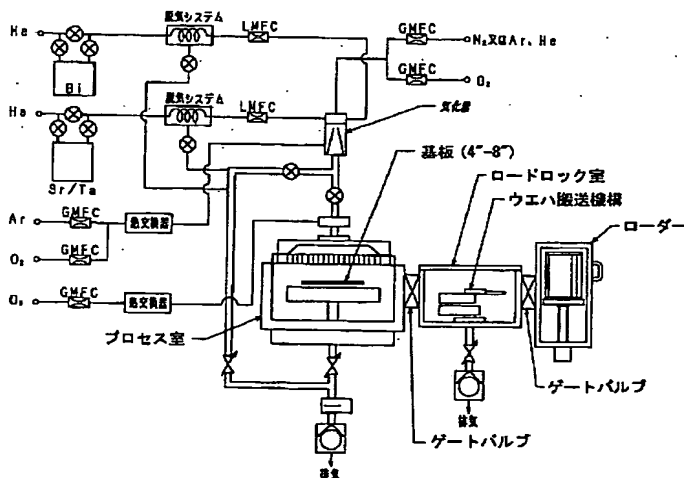 He
脱気システム
LMFC
GMFC
N₂又はAr、He
Bi
GMFC
O₂
He
脱気システム
LMFC
気化器
Sr/Ta
基板 (4"-8")
ロードロック室
ウエハ搬送機構
ローダー
Ar
GMFC
熱交換器
O₂
GMFC
O₂
GMFC
熱交換器
プロセス室
ゲートバルブ
排気
ゲートバルブ
排気